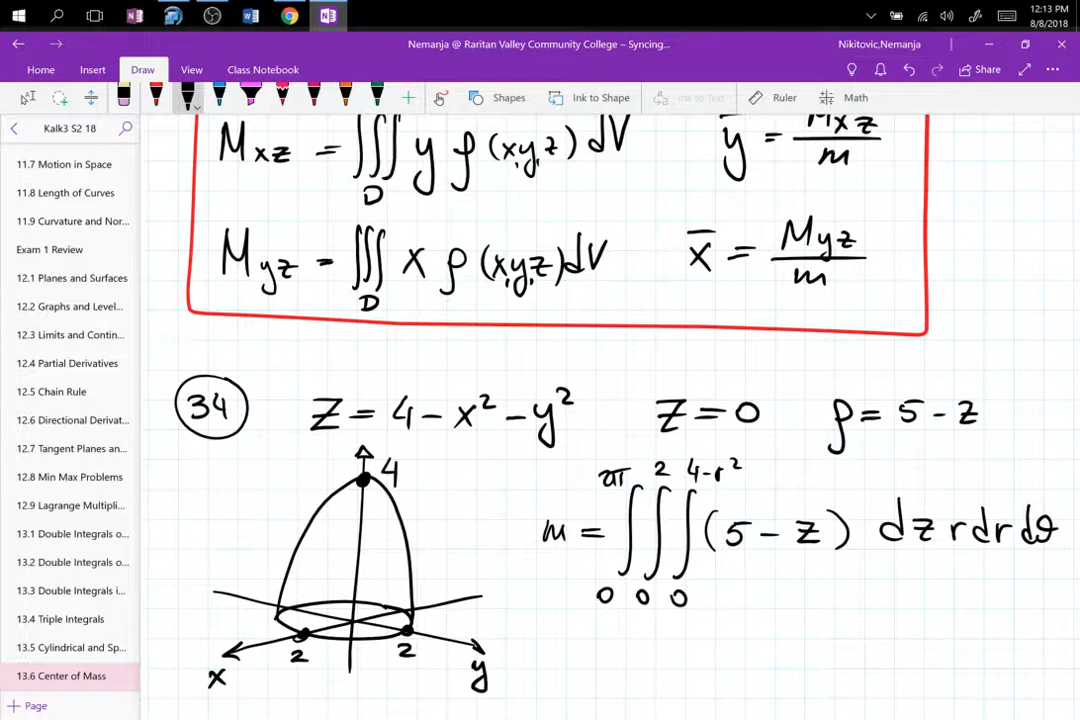 12:13 PM
8/8/2018
Nemanja @ Raritan Valley Community College – Syncing...
Nikitovic,Nemanja
Home Insert Draw View Class Notebook
Share
Shapes Ink to Shape Ink to Text Ruler Math
Kalk3 S2 18
11.7 Motion in Space
11.8 Length of Curves
11.9 Curvature and Nor...
Exam 1 Review
12.1 Planes and Surfaces
12.2 Graphs and Level...
12.3 Limits and Contin...
12.4 Partial Derivatives
12.5 Chain Rule
12.6 Directional Derivat...
12.7 Tangent Planes an...
12.8 Min Max Problems
12.9 Lagrange Multipli...
13.1 Double Integrals o...
13.2 Double Integrals o...
13.3 Double Integrals i...
13.4 Triple Integrals
13.5 Cylindrical and Sp...
13.6 Center of Mass
+ Page
Mxz = ∭D y ρ(x,y,z) dV   ȳ = Mxz/m
Myz = ∭D x ρ(x,y,z) dV   x̄ = Myz/m
34 z = 4 - x² - y²   z = 0   ρ = 5 - z
4
m = ∫₀^2π ∫₀^2 ∫₀^4-r² (5 - z) dz r dr dθ
2 2
x y